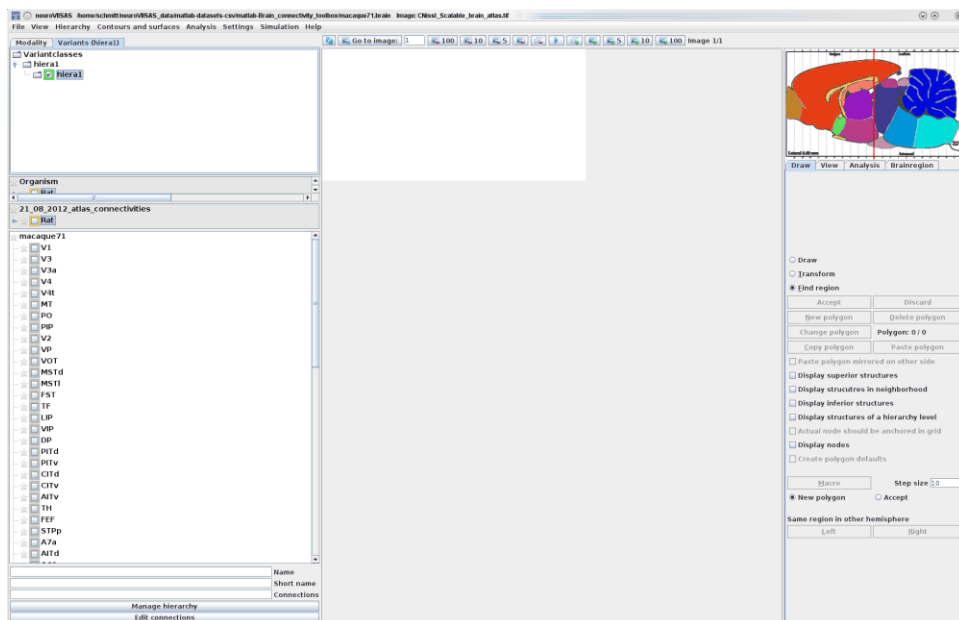 neuroVIISAS /home/schmitt/neuroVIISAS_data/matlab-datasets-csv/matlab-Brain_connectivity_toolbox/macaque71.brain Image: CNissl_Scalable_brain_atlas.tif
File View Hierarchy Contours and surfaces Analysis Settings Simulation Help
Modality Variants (hiera1)
Go to image: 1 100 10 5 5 10 100 Image 1/1
Variantclasses
hiera1
hiera1
Organism
Rat
21_08_2012_atlas_connectivities
Rat
macaque71
V1
V3
V3a
V4
V4t
MT
PO
PIP
V2
VP
VOT
MSTd
MSTl
FST
TF
LIP
VIP
DP
PITd
PITv
CITd
CITv
AITv
TH
FEF
STPp
A7a
AITd
Name
Short name
Connections
Manage hierarchy
Edit connections
Draw View Analysis Brainregion
Draw
Transform
Find region
Accept Discard
New polygon Delete polygon
Change polygon Polygon: 0 / 0
Copy polygon Paste polygon
Paste polygon mirrored on other side
Display superior structures
Display strucutres in neighborhood
Display inferior structures
Display structures of a hierarchy level
Actual node should be anchored in grid
Display nodes
Create polygon defaults
Macro Step size 10
New polygon Accept
Same region in other hemisphere
Left Right